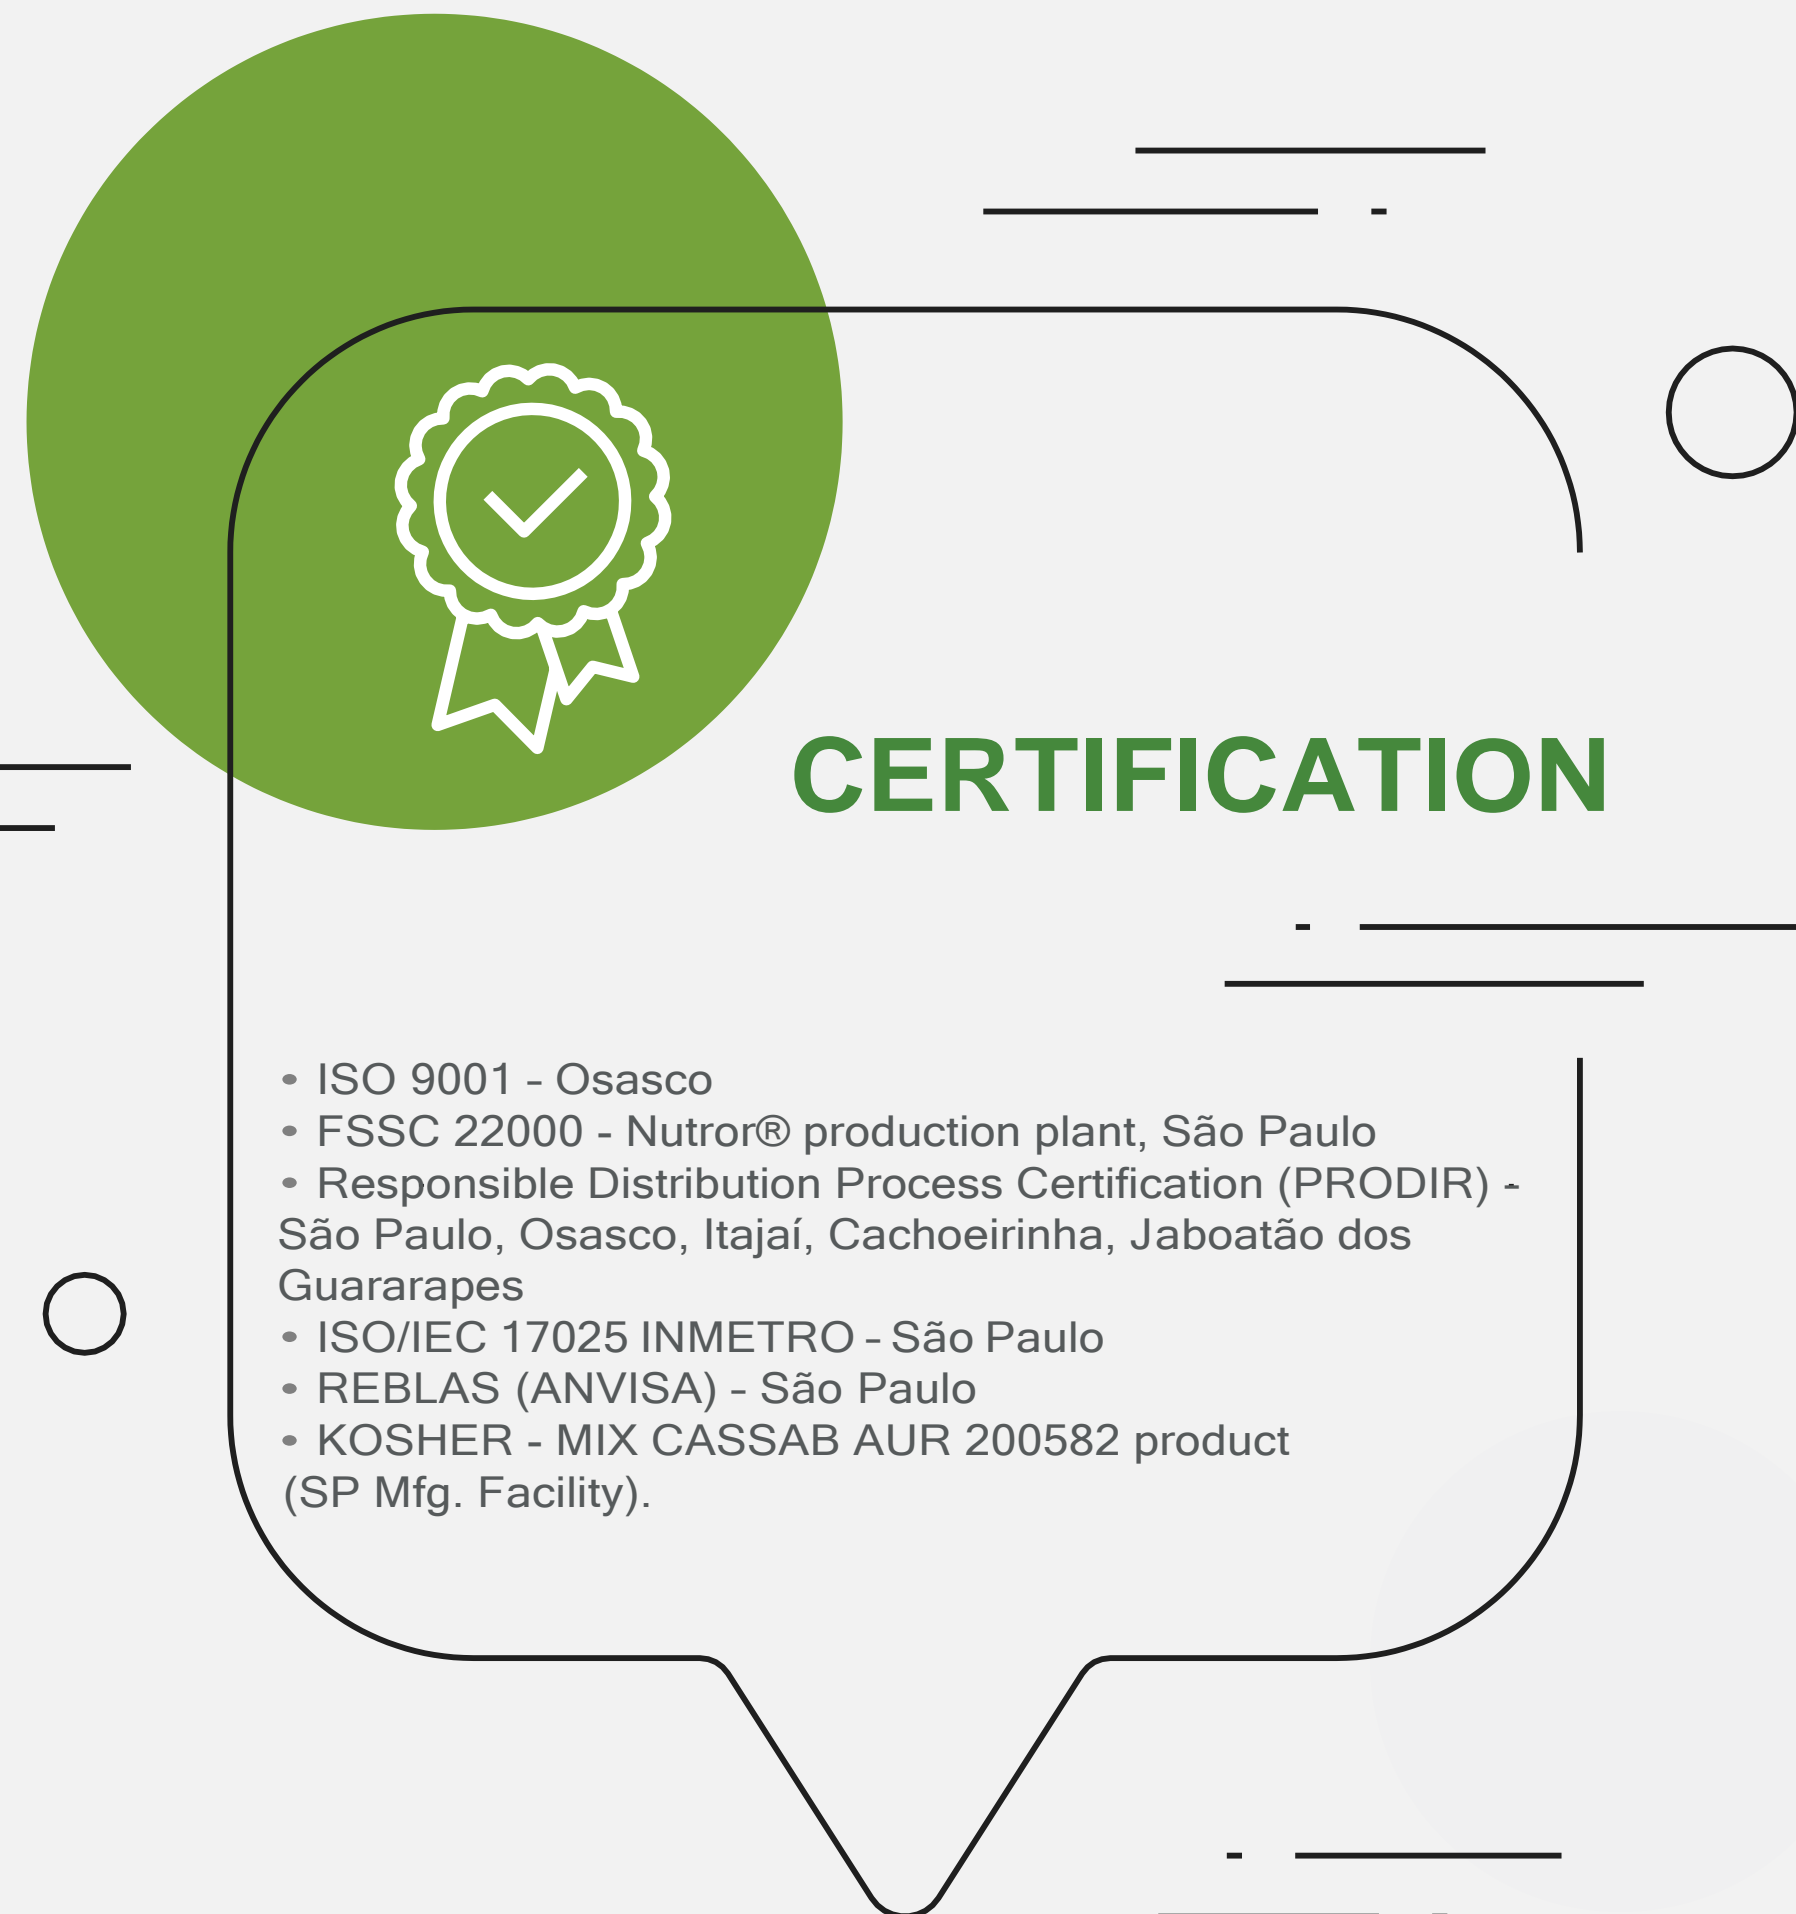 CERTIFICATION
• ISO 9001 - Osasco
• FSSC 22000 - Nutror® production plant, São Paulo
• Responsible Distribution Process Certification (PRODIR) -
São Paulo, Osasco, Itajaí, Cachoeirinha, Jaboatão dos
Guararapes
• ISO/IEC 17025 INMETRO - São Paulo
• REBLAS (ANVISA) - São Paulo
• KOSHER - MIX CASSAB AUR 200582 product
(SP Mfg. Facility).